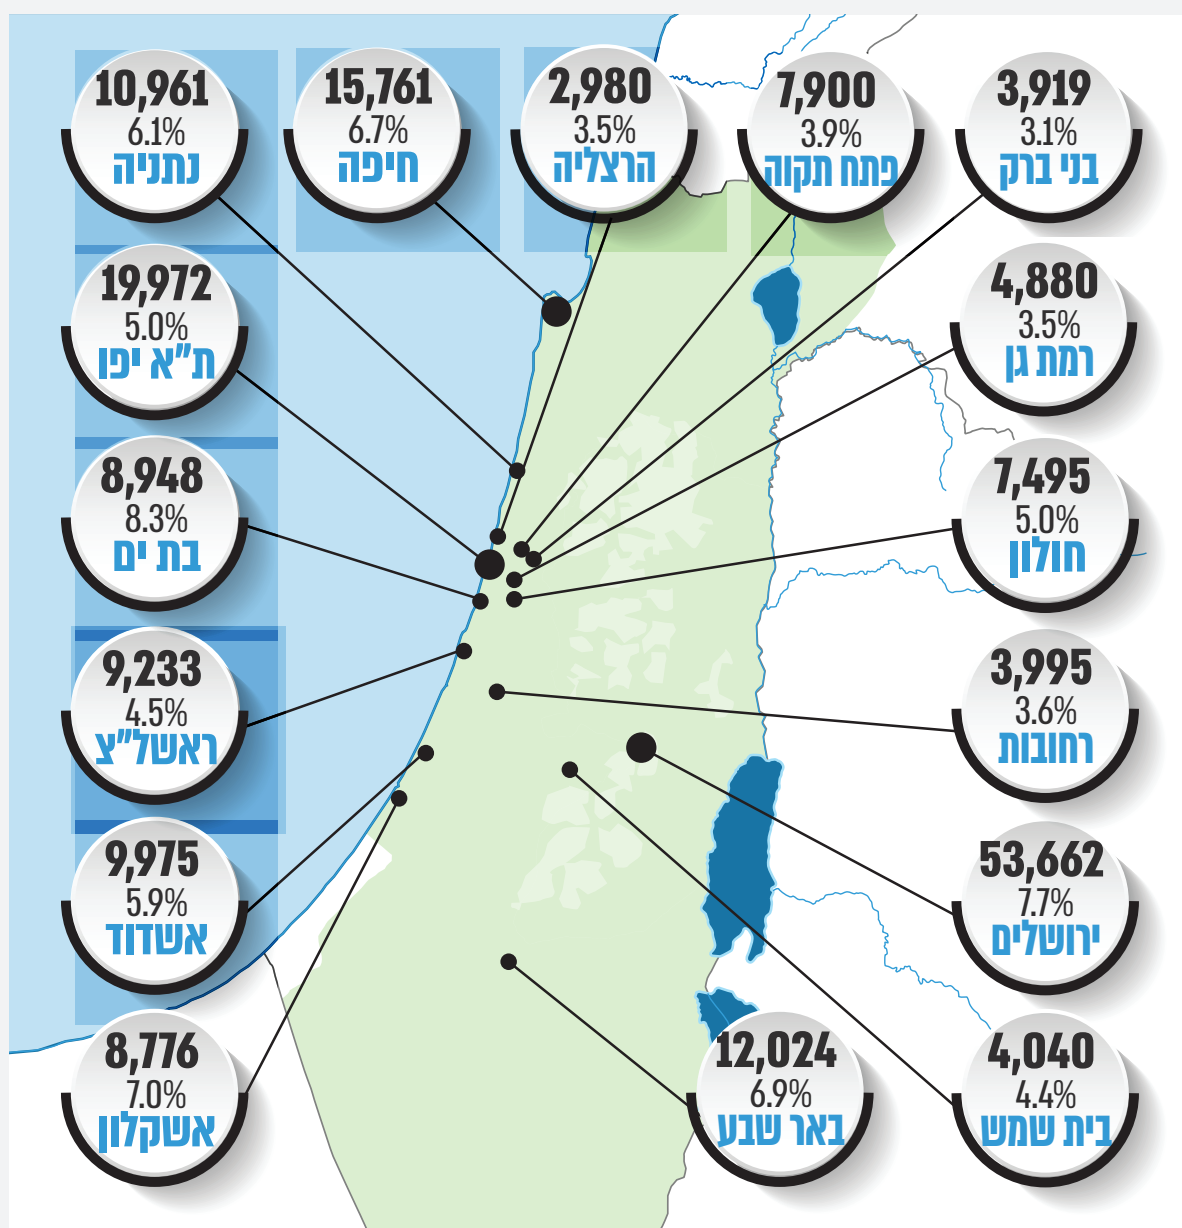 10,961
6.1%
נתניה
15,761
6.7%
חיפה
2,980
3.5%
הרצליה
7,900
3.9%
פתח תקווה
3,919
3.1%
בני ברק
19,972
5.0%
ת"א יפו
4,880
3.5%
רמת גן
8,948
8.3%
בת ים
7,495
5.0%
חולון
9,233
4.5%
ראשל"צ
3,995
3.6%
רחובות
9,975
5.9%
אשדוד
53,662
7.7%
ירושלים
8,776
7.0%
אשקלון
12,024
6.9%
באר שבע
4,040
4.4%
בית שמש